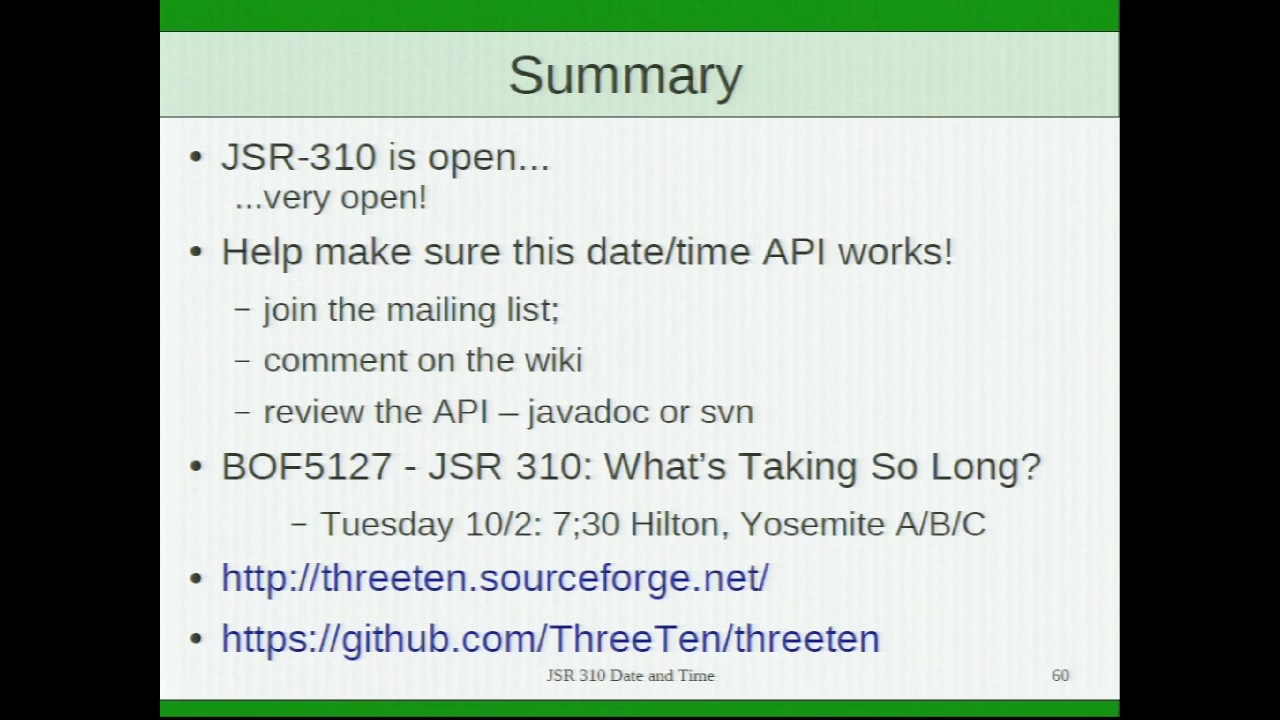 Summary
• JSR-310 is open...
...very open!
• Help make sure this date/time API works!
– join the mailing list;
– comment on the wiki
– review the API – javadoc or svn
• BOF5127 - JSR 310: What’s Taking So Long?
– Tuesday 10/2: 7;30 Hilton, Yosemite A/B/C
• http://threeten.sourceforge.net/
• https://github.com/ThreeTen/threeten
JSR 310 Date and Time 60